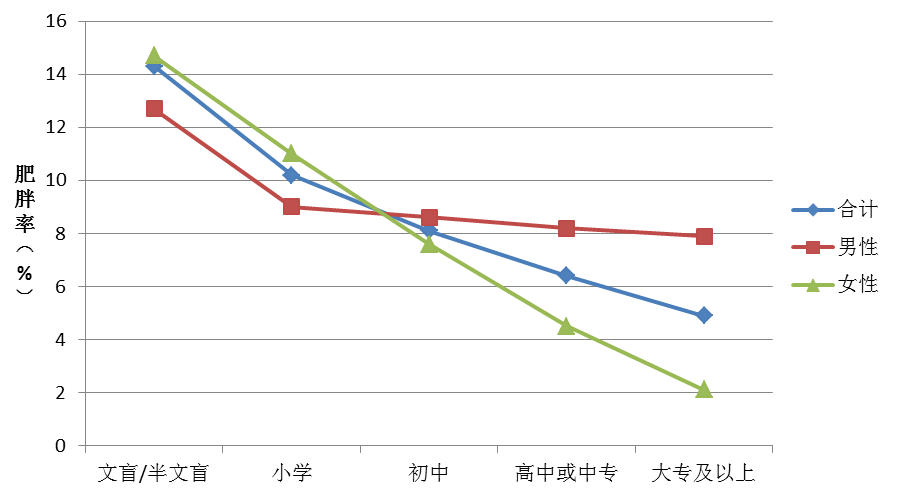 16
14
12
10
8
6
4
2
0
肥胖率（%）
文盲/半文盲 小学 初中 高中或中专 大专及以上
合计
男性
女性